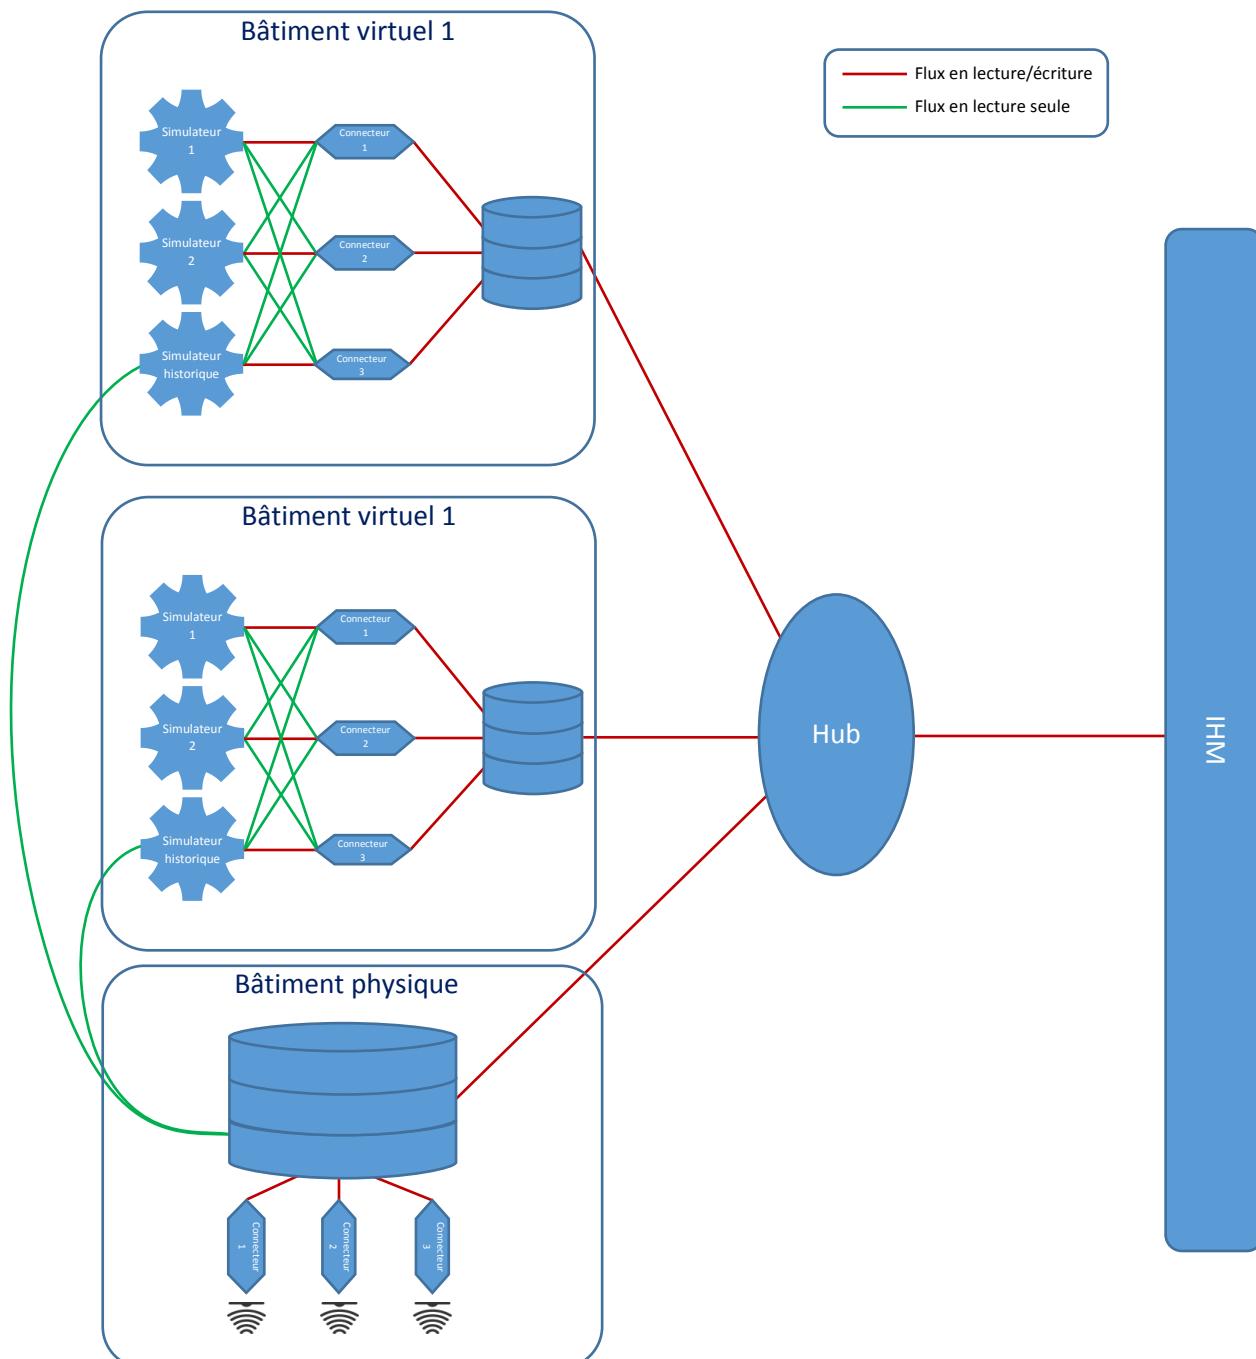 Bâtiment virtuel 1
Flux en lecture/écriture
Flux en lecture seule
Simulateur
1
Connecteur
1
Simulateur
2
Connecteur
2
Simulateur
historique
Connecteur
3
Bâtiment virtuel 1
Simulateur
1
Connecteur
1
Simulateur
2
Connecteur
2
Simulateur
historique
Connecteur
3
Hub
IHM
Bâtiment physique
Connecteur
1
Connecteur
2
Connecteur
3